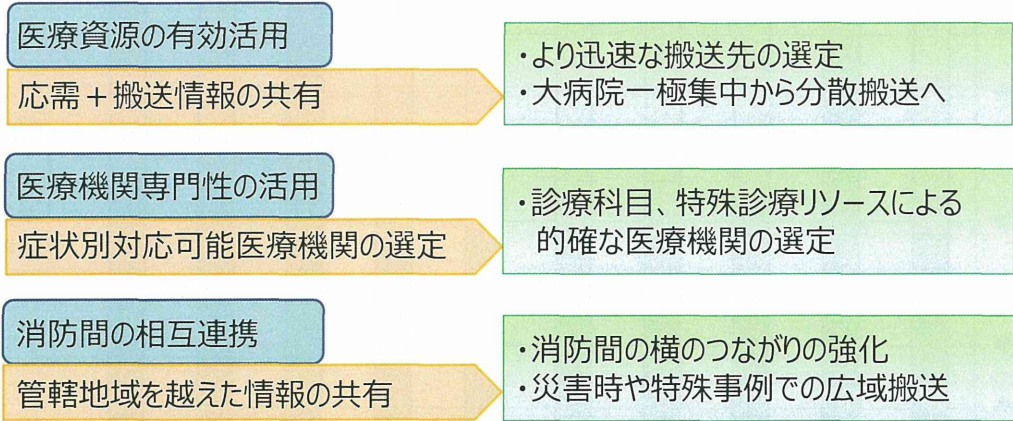 医療資源の有効活用
応需+搬送情報の共有
・より迅速な搬送先の選定
・大病院一極集中から分散搬送へ
医療機関専門性の活用
症状別対応可能医療機関の選定
・診療科目、特殊診療リソースによる
的確な医療機関の選定
消防間の相互連携
管轄地域を越えた情報の共有
・消防間の横のつながりの強化
・災害時や特殊事例での広域搬送